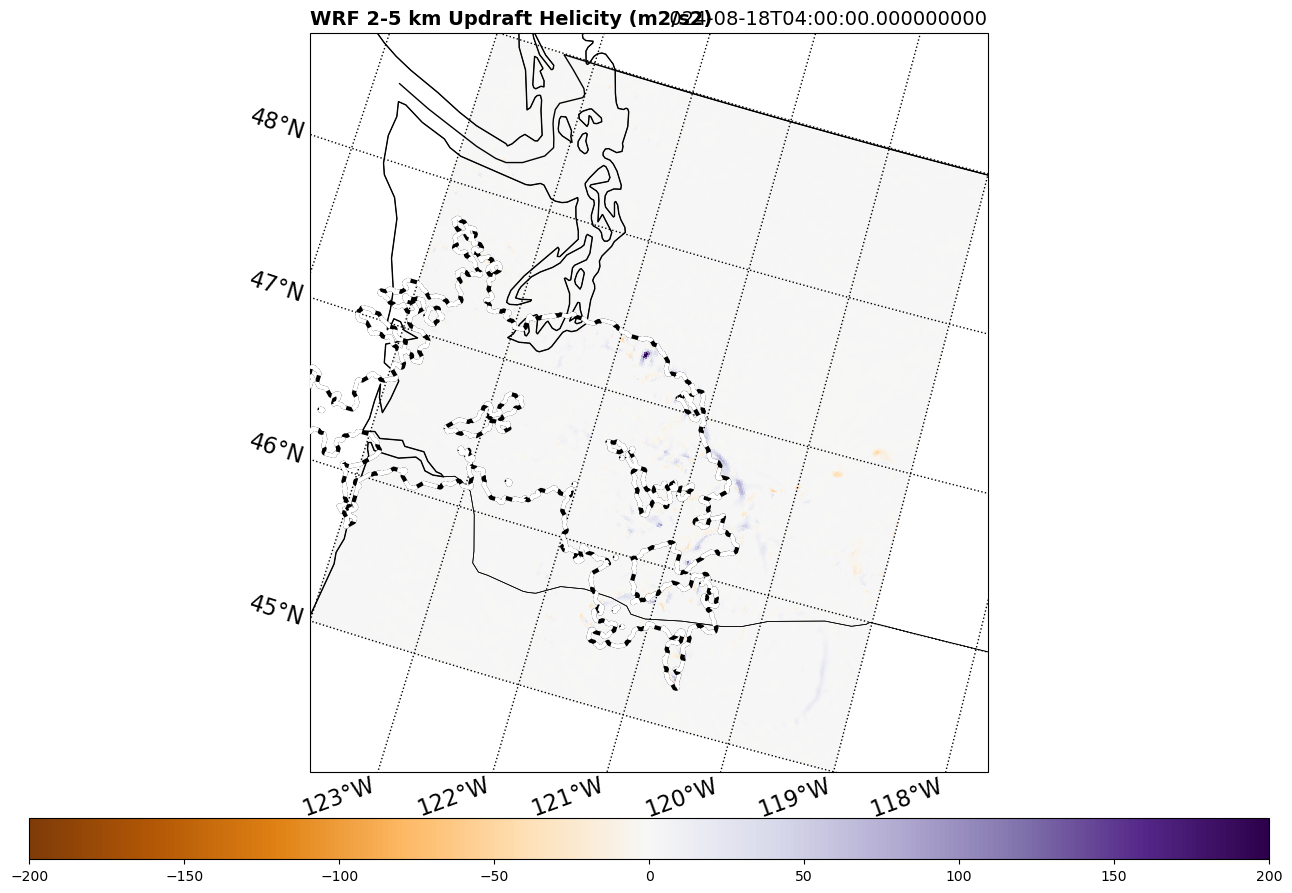 WRF 2-5 km Updraft Helicity (m2/s2) 2024-08-18T04:00:00.000000000
48°N
47°N
46°N
45°N
123°W 122°W 121°W 120°W 119°W 118°W
−200 −150 −100 −50 0 50 100 150 200